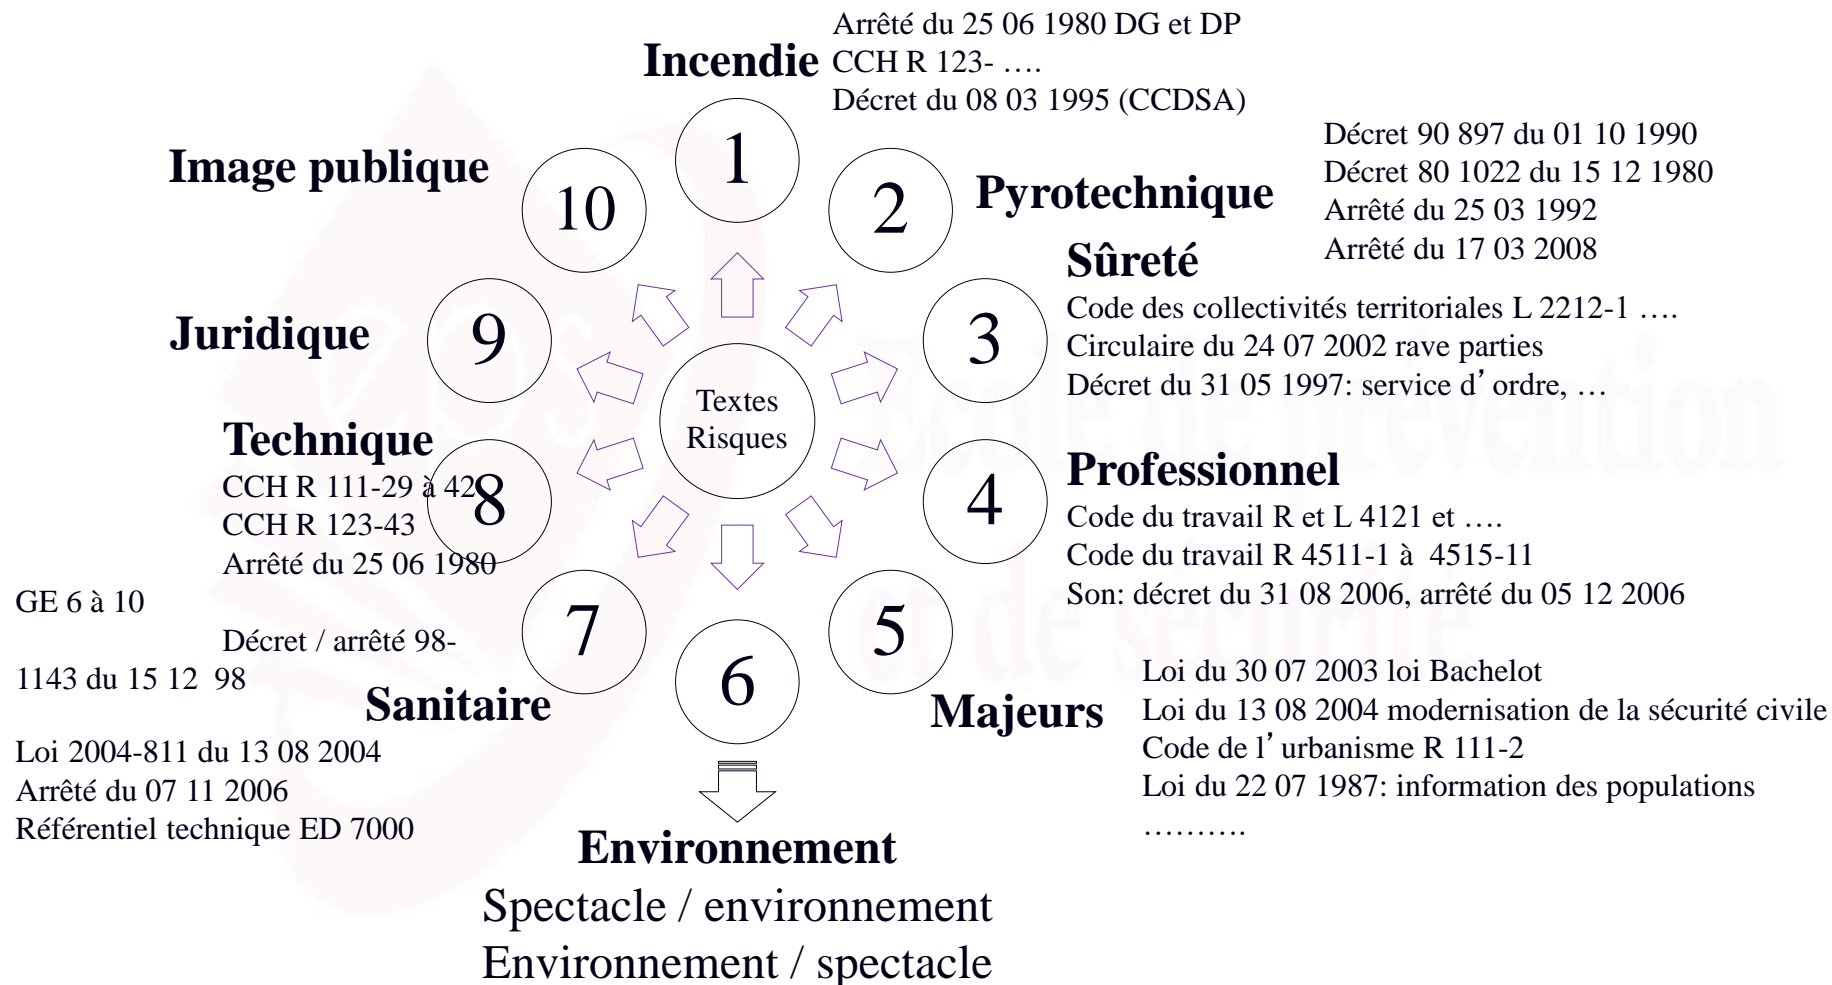 Arrêté du 25 06 1980 DG et DP
Incendie CCH R 123- ….
Décret du 08 03 1995 (CCDSA)
1
Décret 90 897 du 01 10 1990
Décret 80 1022 du 15 12 1980
Pyrotechnique
Arrêté du 25 03 1992
Arrêté du 17 03 2008
2
Sûreté
Code des collectivités territoriales L 2212-1 ….
Circulaire du 24 07 2002 rave parties
Décret du 31 05 1997: service d’ordre, …
3
Professionnel
Code du travail R et L 4121 et ….
Code du travail R 4511-1 à 4515-11
Son: décret du 31 08 2006, arrêté du 05 12 2006
4
Majeurs
Loi du 30 07 2003 loi Bachelot
Loi du 13 08 2004 modernisation de la sécurité civile
Code de l’urbanisme R 111-2
Loi du 22 07 1987: information des populations
……….
5
6
Environnement
Spectacle / environnement
Environnement / spectacle
7
Sanitaire
Loi 2004-811 du 13 08 2004
Arrêté du 07 11 2006
Référentiel technique ED 7000
8
Technique
CCH R 111-29 à 42
CCH R 123-43
Arrêté du 25 06 1980
GE 6 à 10
Décret / arrêté 98-
1143 du 15 12 98
9
Juridique
10
Image publique
Textes
Risques
eps
Ecole de prévention
et de sécurité